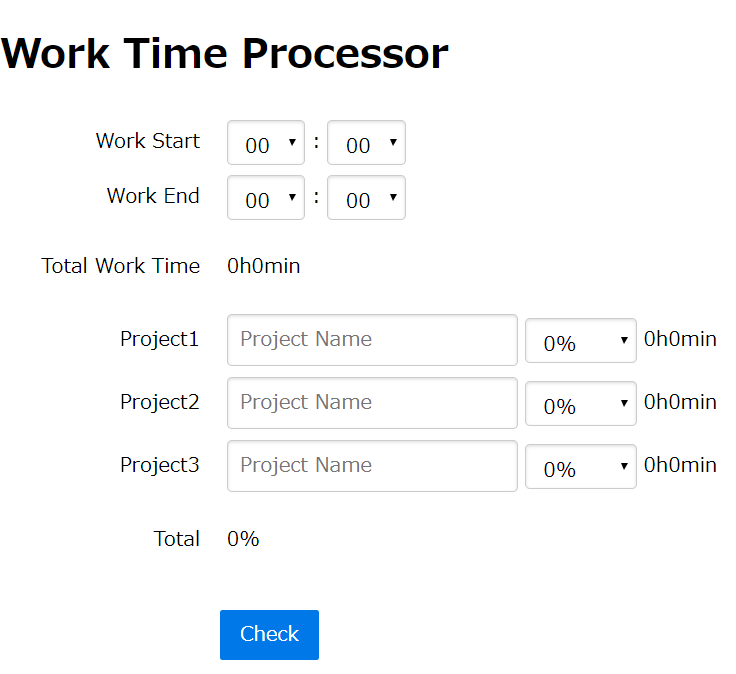 Work Time Processor
Work Start 00 : 00
Work End 00 : 00
Total Work Time 0h0min
Project1 Project Name 0% 0h0min
Project2 Project Name 0% 0h0min
Project3 Project Name 0% 0h0min
Total 0%
Check